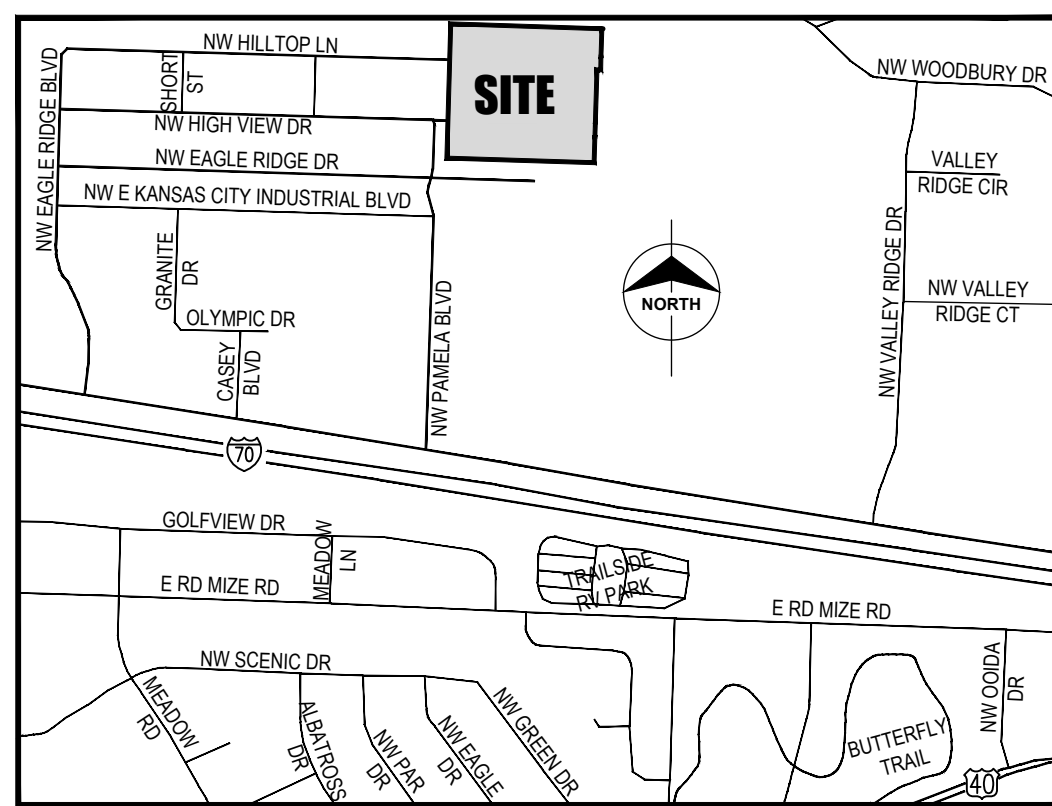 NW HILLTOP LN
SITE
NW WOODBURY DR
NW EAGLE RIDGE BLVD
SHORT
ST
NW HIGH VIEW DR
NW EAGLE RIDGE DR
VALLEY
RIDGE CIR
NW E KANSAS CITY INDUSTRIAL BLVD
GRANITE
DR
NW VALLEY RIDGE DR
NORTH
NW VALLEY
RIDGE CT
OLYMPIC DR
NW PAMELA BLVD
CASEY
BLVD
70
GOLFVIEW DR
MEADOW
LN
TRAILSIDE
RV PARK
E RD MIZE RD
E RD MIZE RD
NW SCENIC DR
MEADOW
RD
ALBATROSS
DR
NW PAR
DR
NW EAGLE
DR
NW GREEN DR
NW OOIDA
DR
BUTTERFLY
TRAIL
40